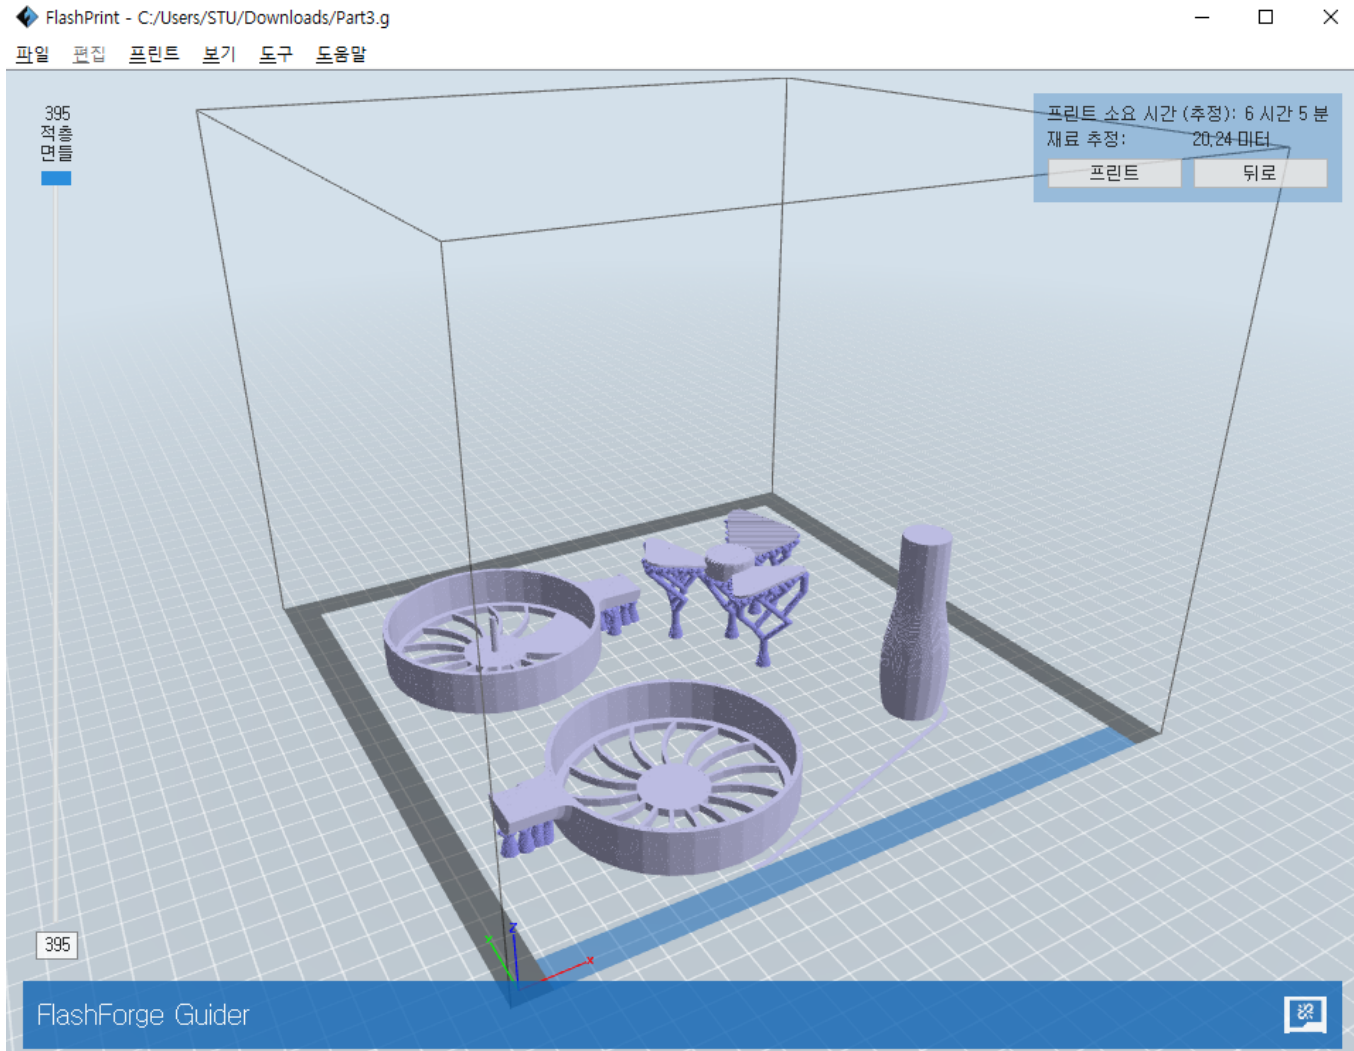 FlashPrint - C:/Users/STU/Downloads/Part3.g
파일 편집 프린트 보기 도구 도움말
395
적층
면들
프린트 소요 시간 (추정): 6 시간 5 분
재료 추정: 20,24 미터
프린트 뒤로
395
z
y
x
FlashForge Guider